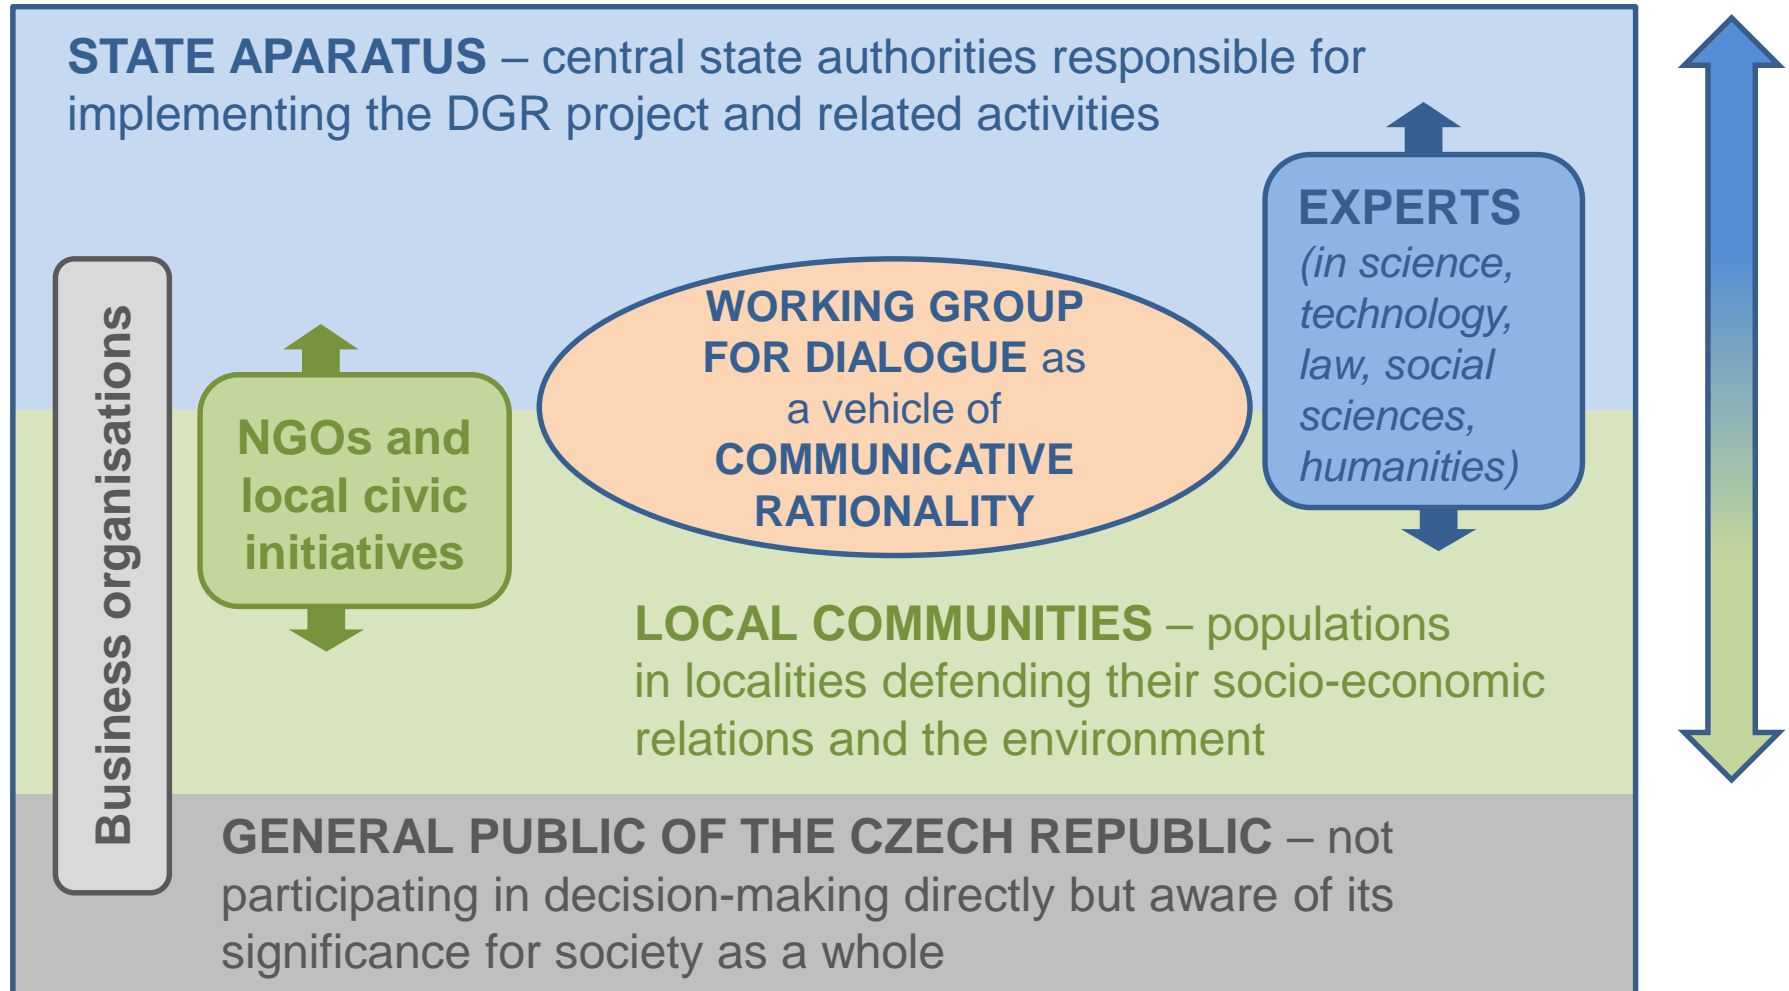 STATE APARATUS – central state authorities responsible for
implementing the DGR project and related activities
EXPERTS
(in science,
technology,
law, social
sciences,
humanities)
WORKING GROUP
FOR DIALOGUE as
a vehicle of
COMMUNICATIVE
RATIONALITY
Business organisations
NGOs and
local civic
initiatives
LOCAL COMMUNITIES – populations
in localities defending their socio-economic
relations and the environment
GENERAL PUBLIC OF THE CZECH REPUBLIC – not
participating in decision-making directly but aware of its
significance for society as a whole